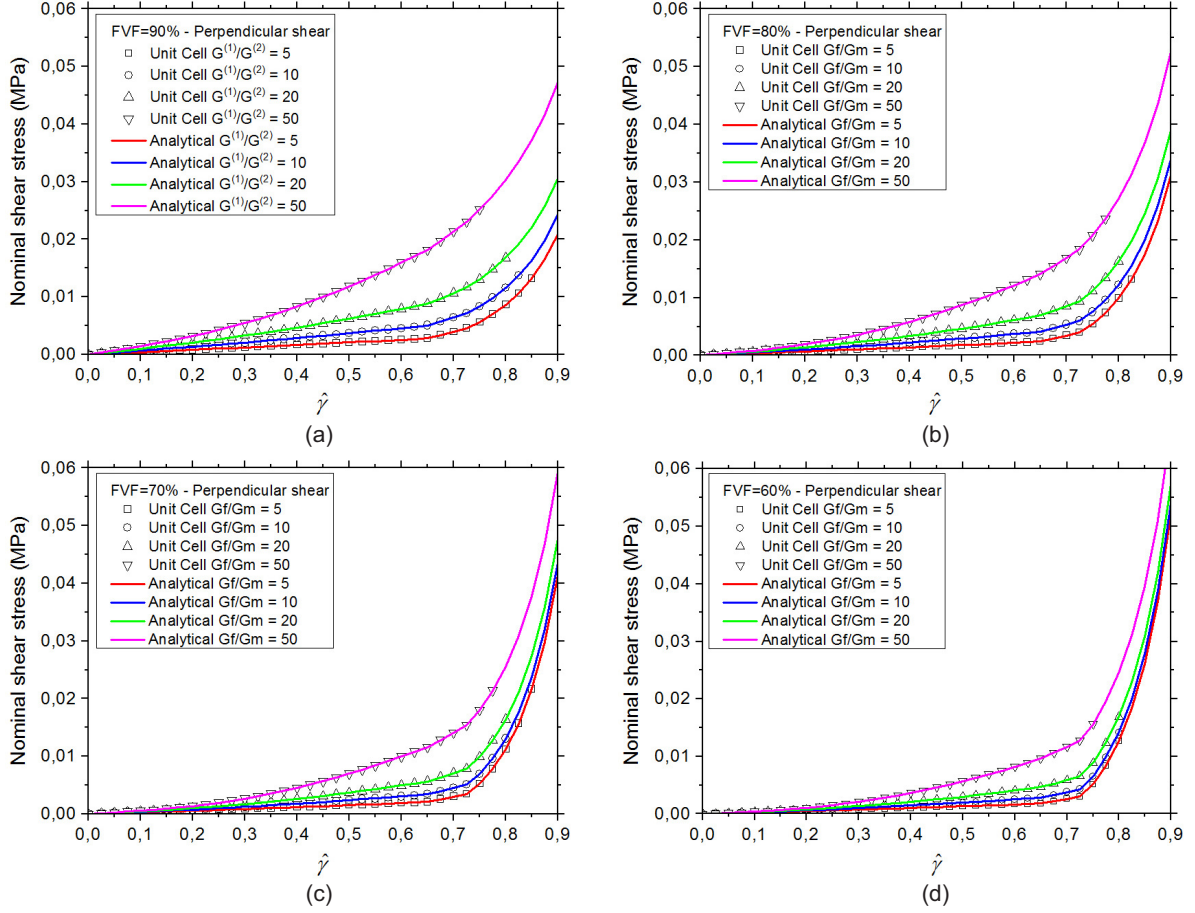 FVF=90% - Perpendicular shear
Unit Cell G⁽¹⁾/G⁽²⁾ = 5
Unit Cell G⁽¹⁾/G⁽²⁾ = 10
Unit Cell G⁽¹⁾/G⁽²⁾ = 20
Unit Cell G⁽¹⁾/G⁽²⁾ = 50
Analytical G⁽¹⁾/G⁽²⁾ = 5
Analytical G⁽¹⁾/G⁽²⁾ = 10
Analytical G⁽¹⁾/G⁽²⁾ = 20
Analytical G⁽¹⁾/G⁽²⁾ = 50
Nominal shear stress (MPa)
0,06
0,05
0,04
0,03
0,02
0,01
0,00
0,0 0,1 0,2 0,3 0,4 0,5 0,6 0,7 0,8 0,9
γ̂
(a)
FVF=80% - Perpendicular shear
Unit Cell Gf/Gm = 5
Unit Cell Gf/Gm = 10
Unit Cell Gf/Gm = 20
Unit Cell Gf/Gm = 50
Analytical Gf/Gm = 5
Analytical Gf/Gm = 10
Analytical Gf/Gm = 20
Analytical Gf/Gm = 50
Nominal shear stress (MPa)
0,06
0,05
0,04
0,03
0,02
0,01
0,00
0,0 0,1 0,2 0,3 0,4 0,5 0,6 0,7 0,8 0,9
γ̂
(b)
FVF=70% - Perpendicular shear
Unit Cell Gf/Gm = 5
Unit Cell Gf/Gm = 10
Unit Cell Gf/Gm = 20
Unit Cell Gf/Gm = 50
Analytical Gf/Gm = 5
Analytical Gf/Gm = 10
Analytical Gf/Gm = 20
Analytical Gf/Gm = 50
Nominal shear stress (MPa)
0,06
0,05
0,04
0,03
0,02
0,01
0,00
0,0 0,1 0,2 0,3 0,4 0,5 0,6 0,7 0,8 0,9
γ̂
(c)
FVF=60% - Perpendicular shear
Unit Cell Gf/Gm = 5
Unit Cell Gf/Gm = 10
Unit Cell Gf/Gm = 20
Unit Cell Gf/Gm = 50
Analytical Gf/Gm = 5
Analytical Gf/Gm = 10
Analytical Gf/Gm = 20
Analytical Gf/Gm = 50
Nominal shear stress (MPa)
0,06
0,05
0,04
0,03
0,02
0,01
0,00
0,0 0,1 0,2 0,3 0,4 0,5 0,6 0,7 0,8 0,9
γ̂
(d)